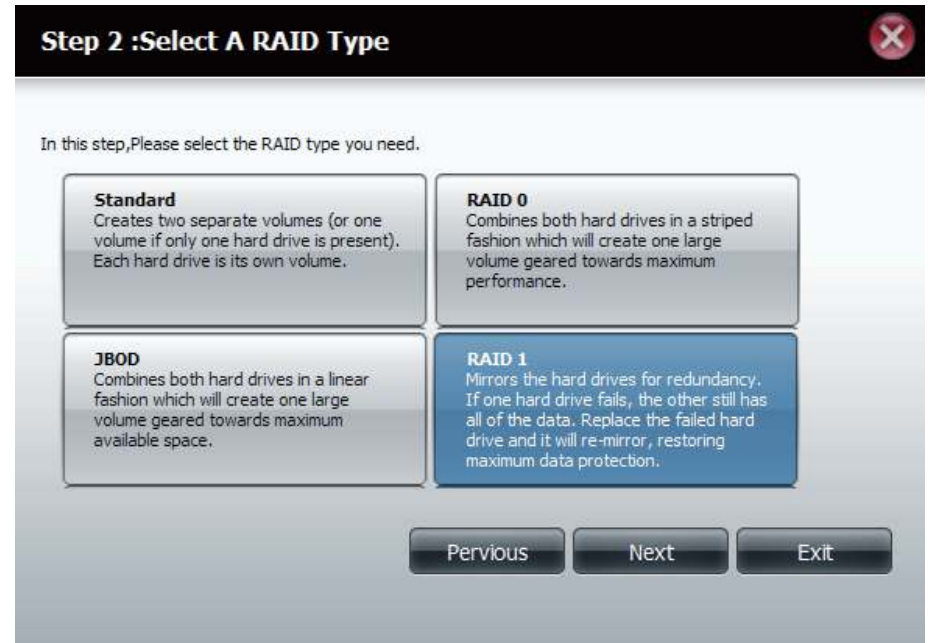 Step 2 :Select A RAID Type
In this step,Please select the RAID type you need.
Standard
Creates two separate volumes (or one
volume if only one hard drive is present).
Each hard drive is its own volume.
RAID 0
Combines both hard drives in a striped
fashion which will create one large
volume geared towards maximum
performance.
JBOD
Combines both hard drives in a linear
fashion which will create one large
volume geared towards maximum
available space.
RAID 1
Mirrors the hard drives for redundancy.
If one hard drive fails, the other still has
all of the data. Replace the failed hard
drive and it will re-mirror, restoring
maximum data protection.
Pervious
Next
Exit